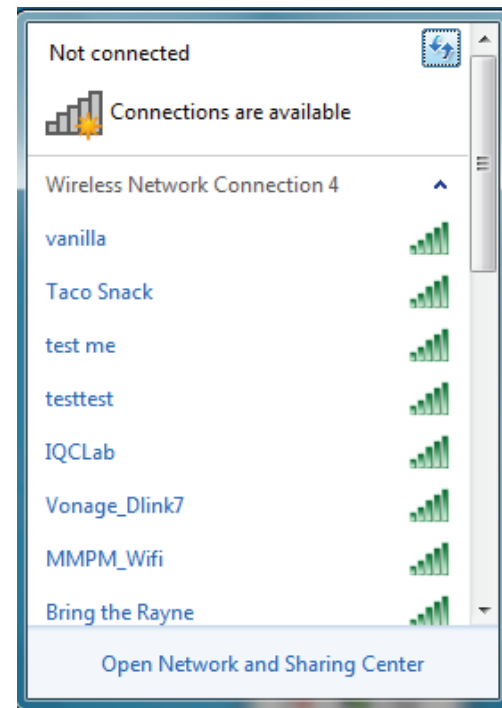 Not connected
Connections are available
Wireless Network Connection 4
vanilla
Taco Snack
test me
testtest
IQCLab
Vonage_Dlink7
MMPM_Wifi
Bring the Rayne
Open Network and Sharing Center